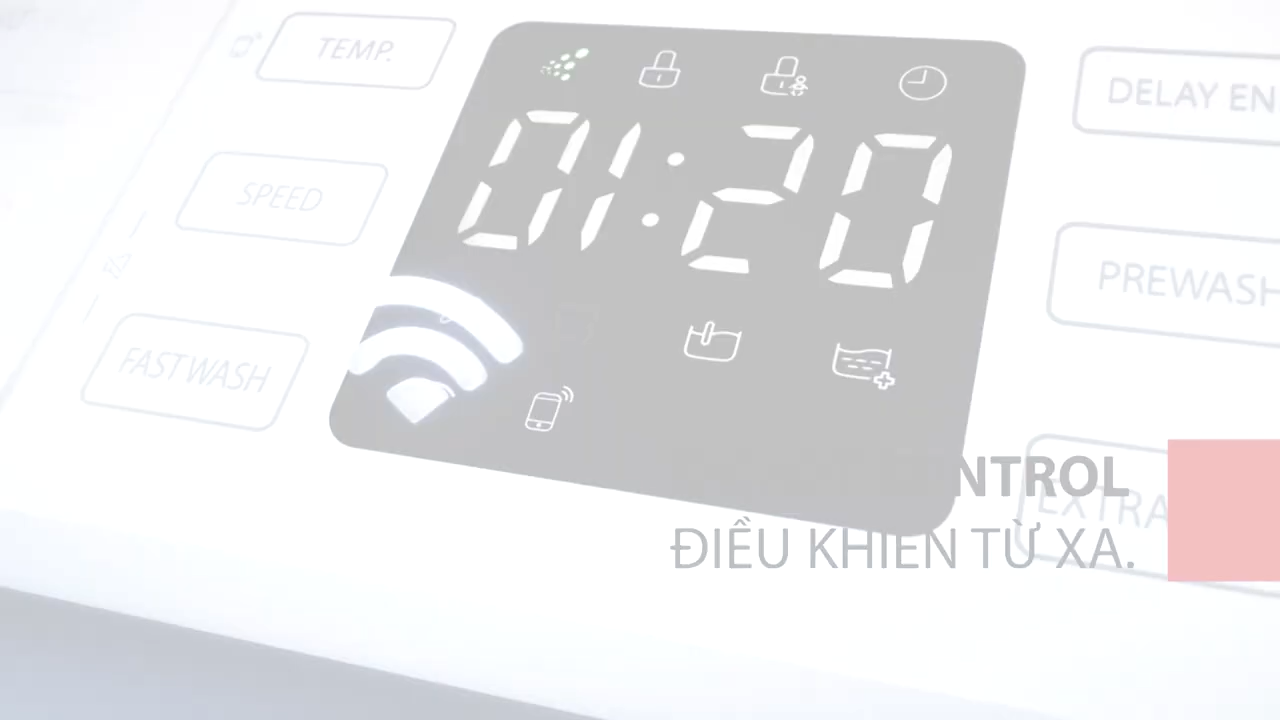 TEMP.
01:20
DELAY EN
SPEED
PREWASH
FAST WASH
NTROL
EXTRA
ĐIỀU KHIỂN TỪ XA.